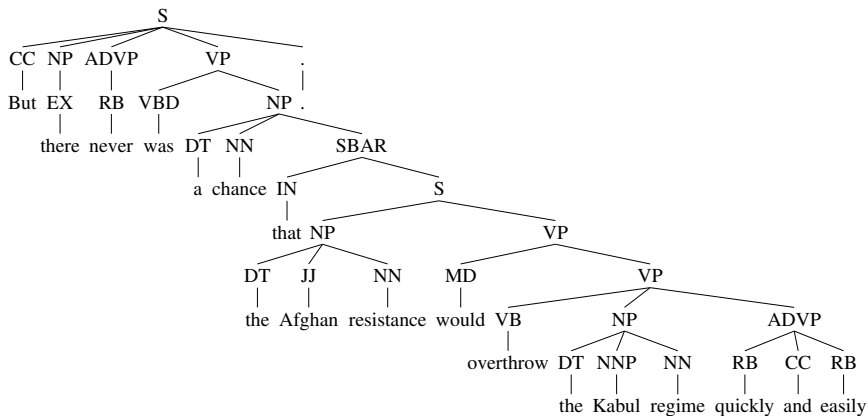 S
CC NP ADVP VP .
But EX RB VBD NP .
there never was DT NN SBAR
a chance IN S
that NP VP
DT JJ NN MD VP
the Afghan resistance would VB NP ADVP
overthrow DT NNP NN RB CC RB
the Kabul regime quickly and easily